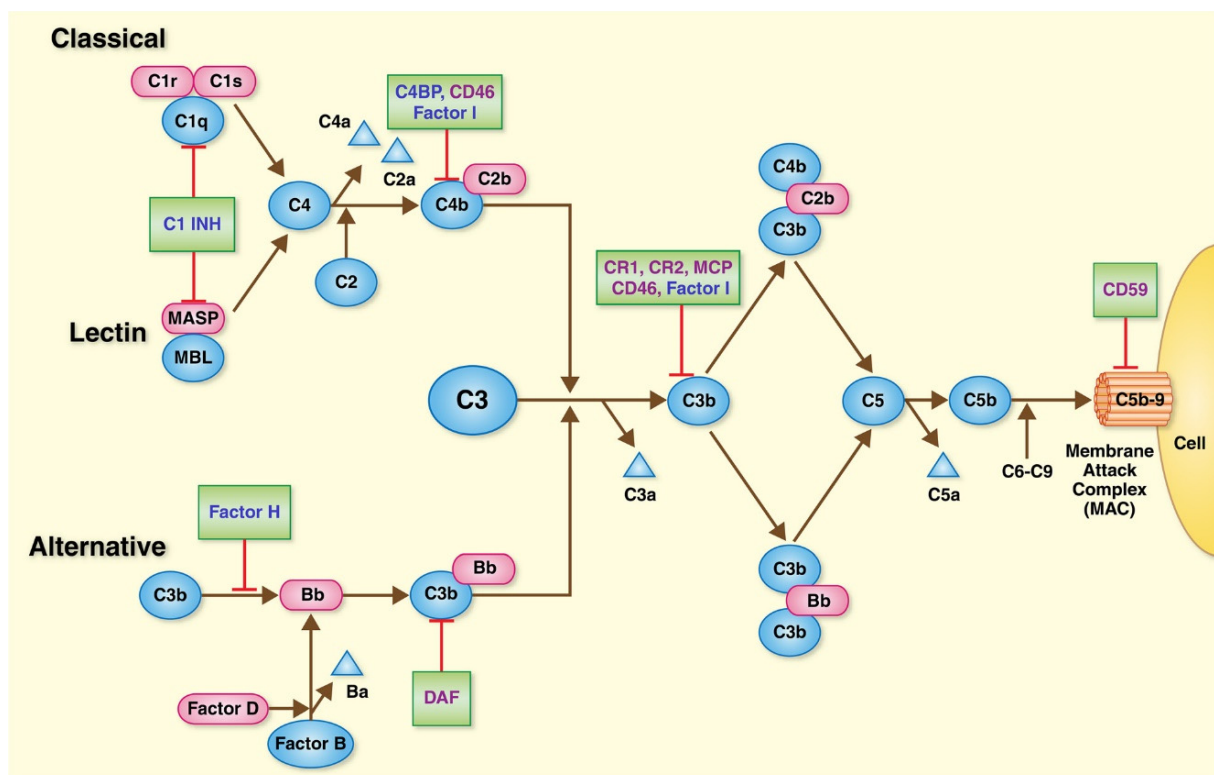 Classical
C1r
C1s
C1q
C4BP, CD46
Factor I
C4a
C2a
C2b
C4
C4b
C1 INH
C2
MASP
Lectin
MBL
C4b
C2b
C3b
CR1, CR2, MCP
CD46, Factor I
CD59
C3
C3b
C5
C5b
C5b-9
Cell
C3a
C5a
C6-C9
Membrane
Attack
Complex
(MAC)
Factor H
Alternative
C3b
Bb
C3b
Bb
Ba
Factor D
Factor B
DAF
C3b
Bb
C3b